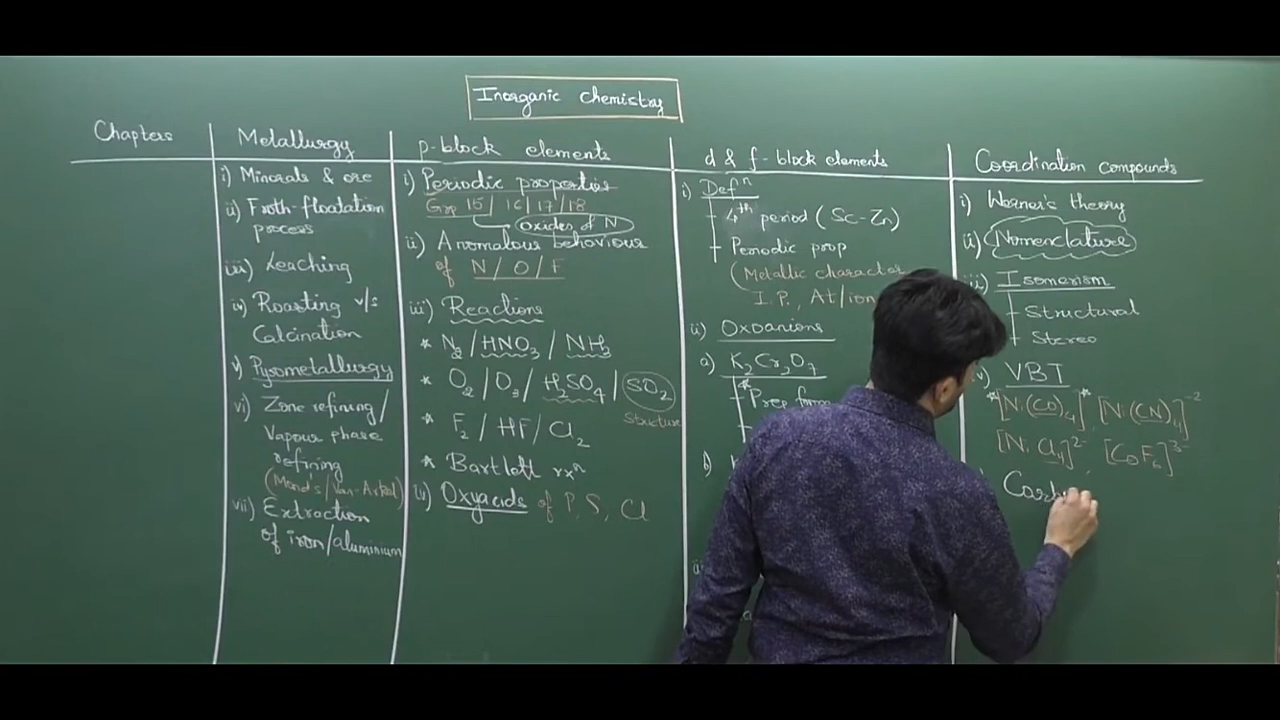 Inorganic chemistry
Chapters
Metallurgy
i) Minerals & ore
ii) Froth-floatation
process
iii) Leaching
iv) Roasting v/s
Calcination
v) Pyrometallurgy
vi) Zone refining/
Vapour phase
refining
(Mond's/Van-Arkel)
vii) Extraction
of iron/aluminium
p-block elements
i) Periodic properties
Grp 15/16/17/18
oxides of N
ii) Anomalous behaviour
of N/O/F
iii) Reactions
* N₂/HNO₃/NH₃
* O₂/O₃/H₂SO₄/SO₂
structure
* F₂/HF/Cl₂
* Bartlett rxⁿ
iv) Oxyacids of P, S, Cl
d & f-block elements
i) Defⁿ
4th period (Sc-Zn)
Periodic prop
(Metallic character
I.P., At/ion
ii) Oxoanions
a) K₂Cr₂O₇
* Prep
b)
Coordination compounds
i) Werner's theory
ii) Nomenclature
iii) Isomerism
Structural
Stereo
VBT
*[Ni(CO)₄]*, [Ni(CN)₄]⁻²
[NiCl₄]²⁻, [CoF₆]³⁻